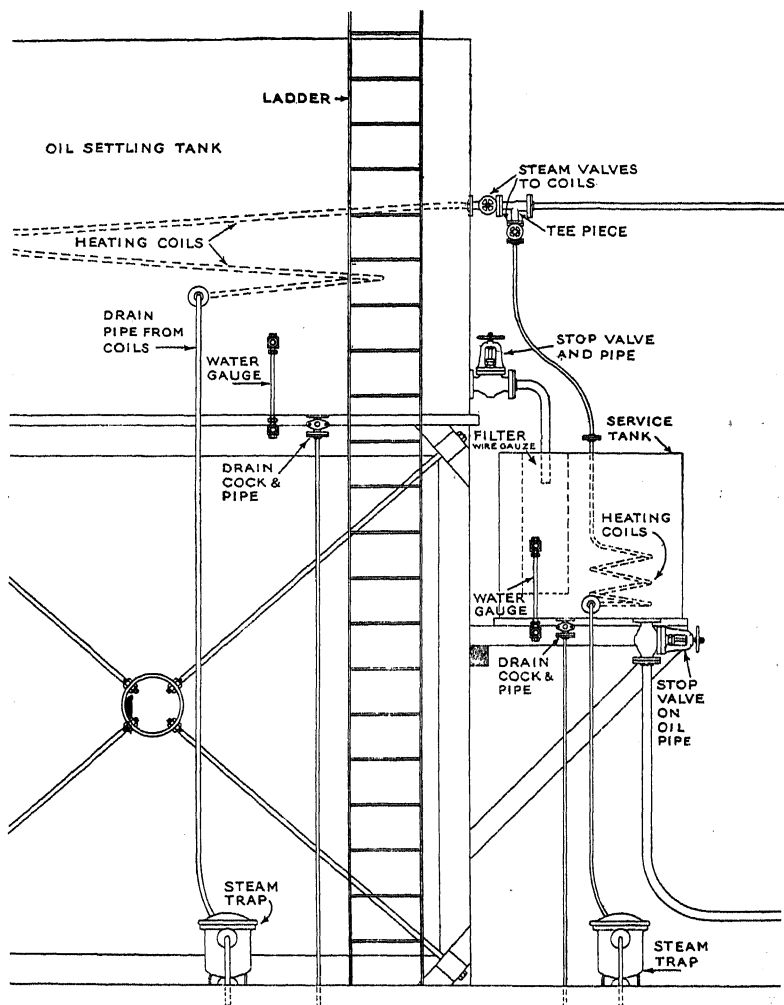 LADDER
OIL SETTLING TANK
STEAM VALVES
TO COILS
TEE PIECE
HEATING COILS
DRAIN
PIPE FROM
COILS
WATER
GAUGE
STOP VALVE
AND PIPE
SERVICE
TANK
FILTER
WIRE GAUZE
DRAIN
COCK &
PIPE
HEATING
COILS
WATER
GAUGE
DRAIN
COCK &
PIPE
STOP
VALVE
ON
OIL
PIPE
STEAM
TRAP
STEAM
TRAP